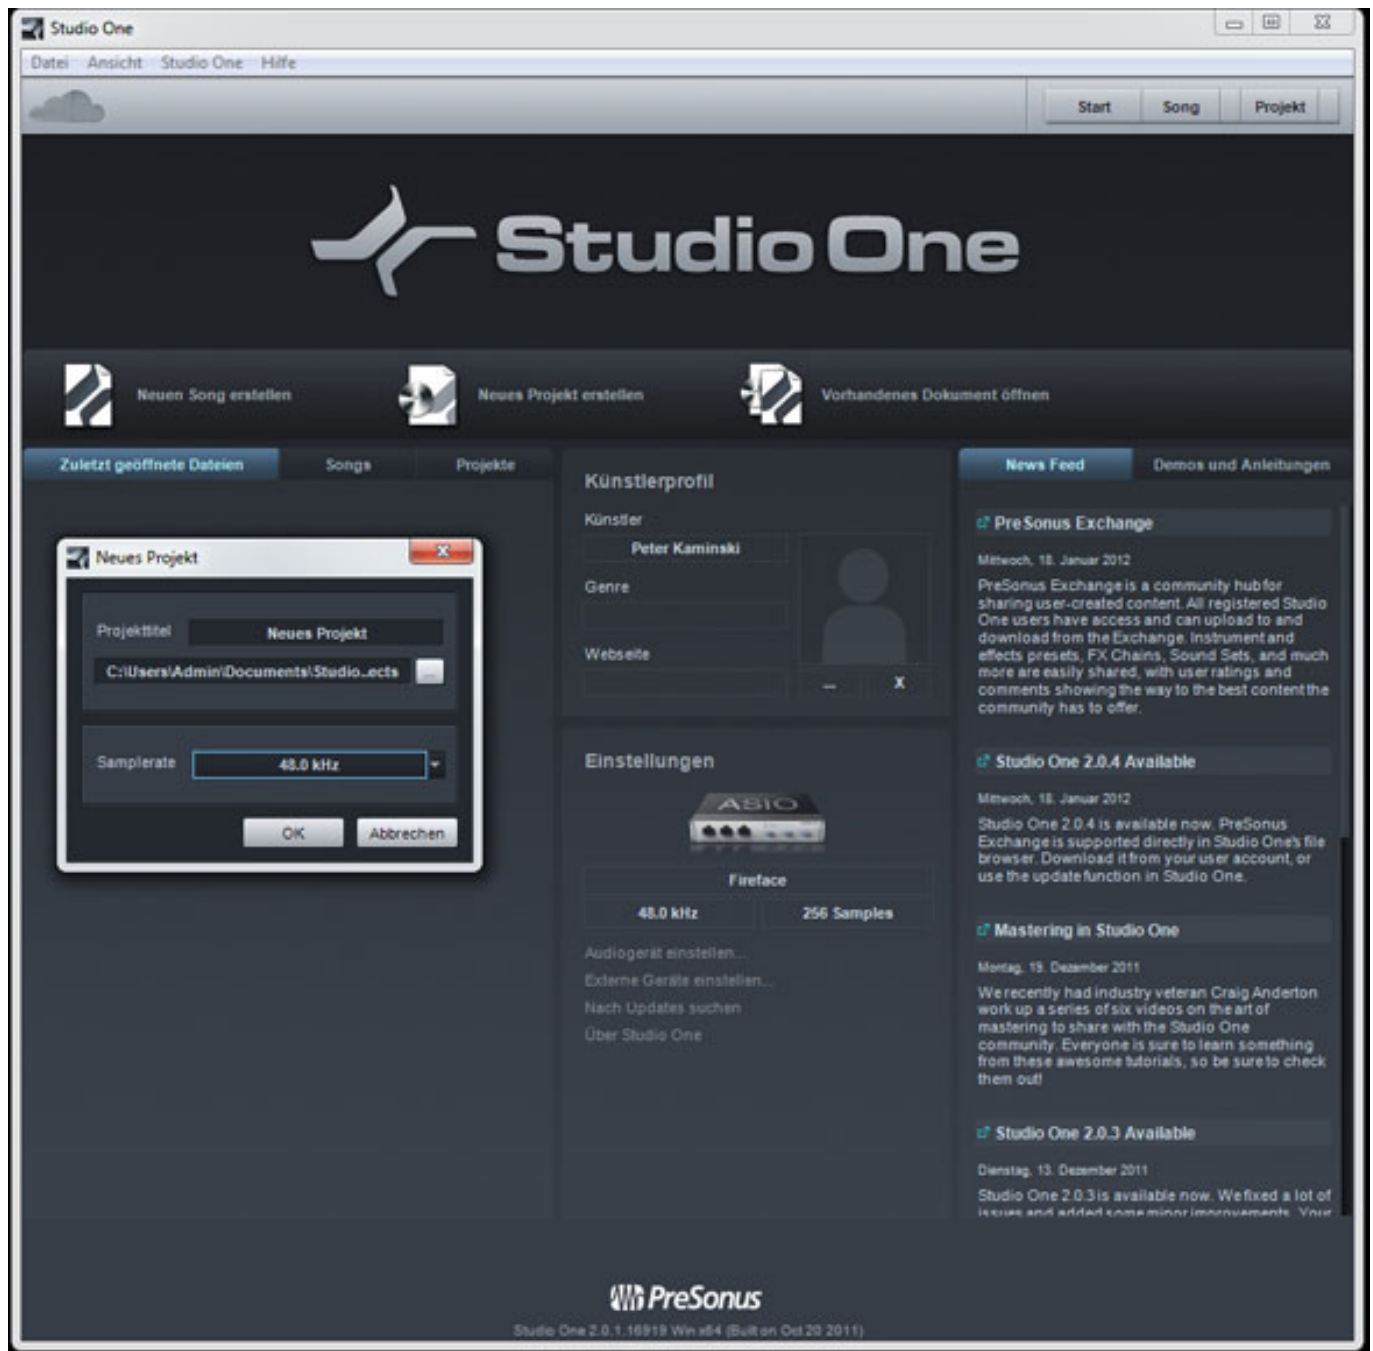 Studio One
Datei Ansicht Studio One Hilfe
Start Song Projekt
Studio One
Neuen Song erstellen
Neues Projekt erstellen
Vorhandenes Dokument öffnen
Zuletzt geöffnete Dateien Songs Projekte
Neues Projekt
X
Projekttitel Neues Projekt
C:\Users\Admin\Documents\Studio...ects ...
Samplerate 48.0 kHz
OK Abbrechen
Künstlerprofil
Künstler
Peter Kaminski
Genre
Webseite
... X
Einstellungen
ASIO
Fireface
48.0 kHz 256 Samples
Audiogerät einstellen...
Externe Geräte einstellen...
Nach Updates suchen
Über Studio One
News Feed Demos und Anleitungen
PreSonus Exchange
Mittwoch, 18. Januar 2012
PreSonus Exchange is a community hub for
sharing user-created content. All registered Studio
One users have access and can upload to and
download from the Exchange. Instrument and
effects presets, FX Chains, Sound Sets, and much
more are easily shared, with user ratings and
comments showing the way to the best content the
community has to offer.
Studio One 2.0.4 Available
Mittwoch, 18. Januar 2012
Studio One 2.0.4 is available now. PreSonus
Exchange is supported directly in Studio One's file
browser. Download it from your user account, or
use the update function in Studio One.
Mastering in Studio One
Montag, 19. Dezember 2011
We recently had industry veteran Craig Anderton
work up a series of six videos on the art of
mastering to share with the Studio One
community. Everyone is sure to learn something
from these awesome tutorials, so be sure to check
them out!
Studio One 2.0.3 Available
Dienstag, 13. Dezember 2011
Studio One 2.0.3 is available now. We fixed a lot of
issues and added some minor improvements. Your
PreSonus
Studio One 2.0.1.16919 Win x64 (Built on Oct 20 2011)